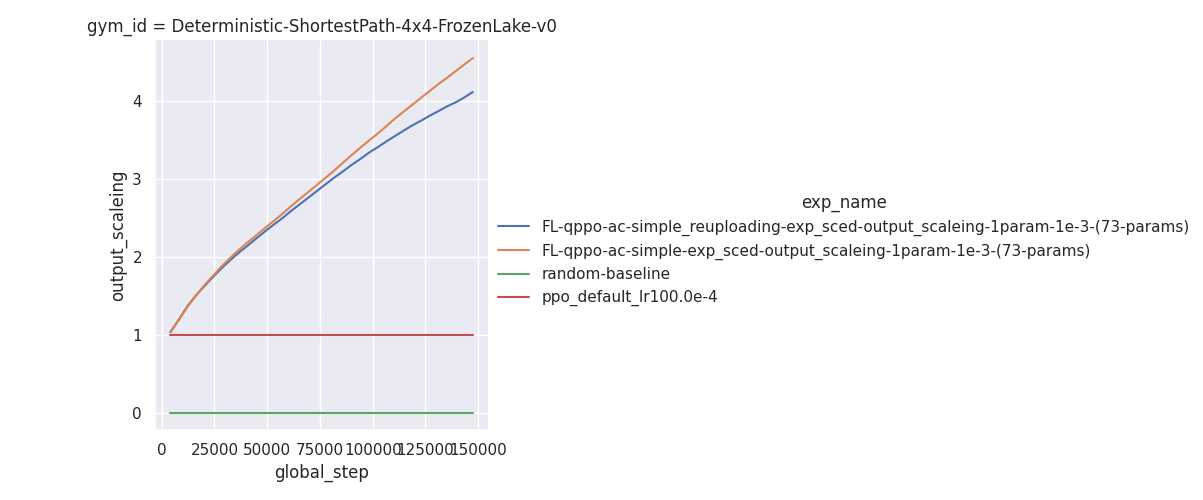 gym_id = Deterministic-ShortestPath-4x4-FrozenLake-v0
output_scaleing
4
3
2
1
0
0 25000 50000 75000 100000 125000 150000
global_step
exp_name
FL-qppo-ac-simple_reuploading-exp_sced-output_scaleing-1param-1e-3-(73-params)
FL-qppo-ac-simple-exp_sced-output_scaleing-1param-1e-3-(73-params)
random-baseline
ppo_default_lr100.0e-4